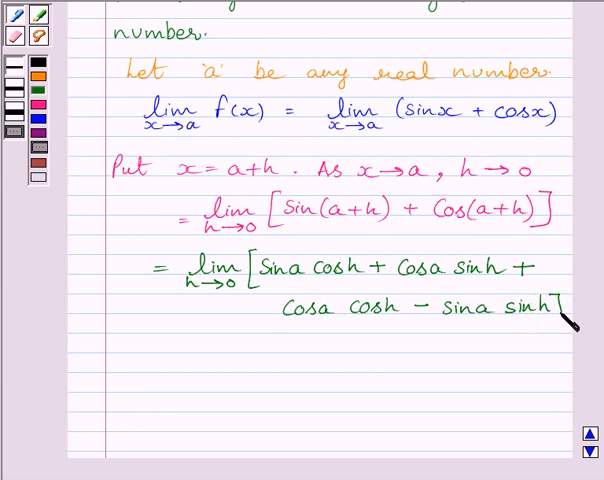 number.
Let 'a' be any real number.
lim x→a f(x) = lim x→a (sinx + cosx)
Put x = a+h. As x→a, h→0
= lim h→0 [sin(a+h) + cos(a+h)]
= lim h→0 [sina cosh + cosa sinh +
cosa cosh - sina sinh]